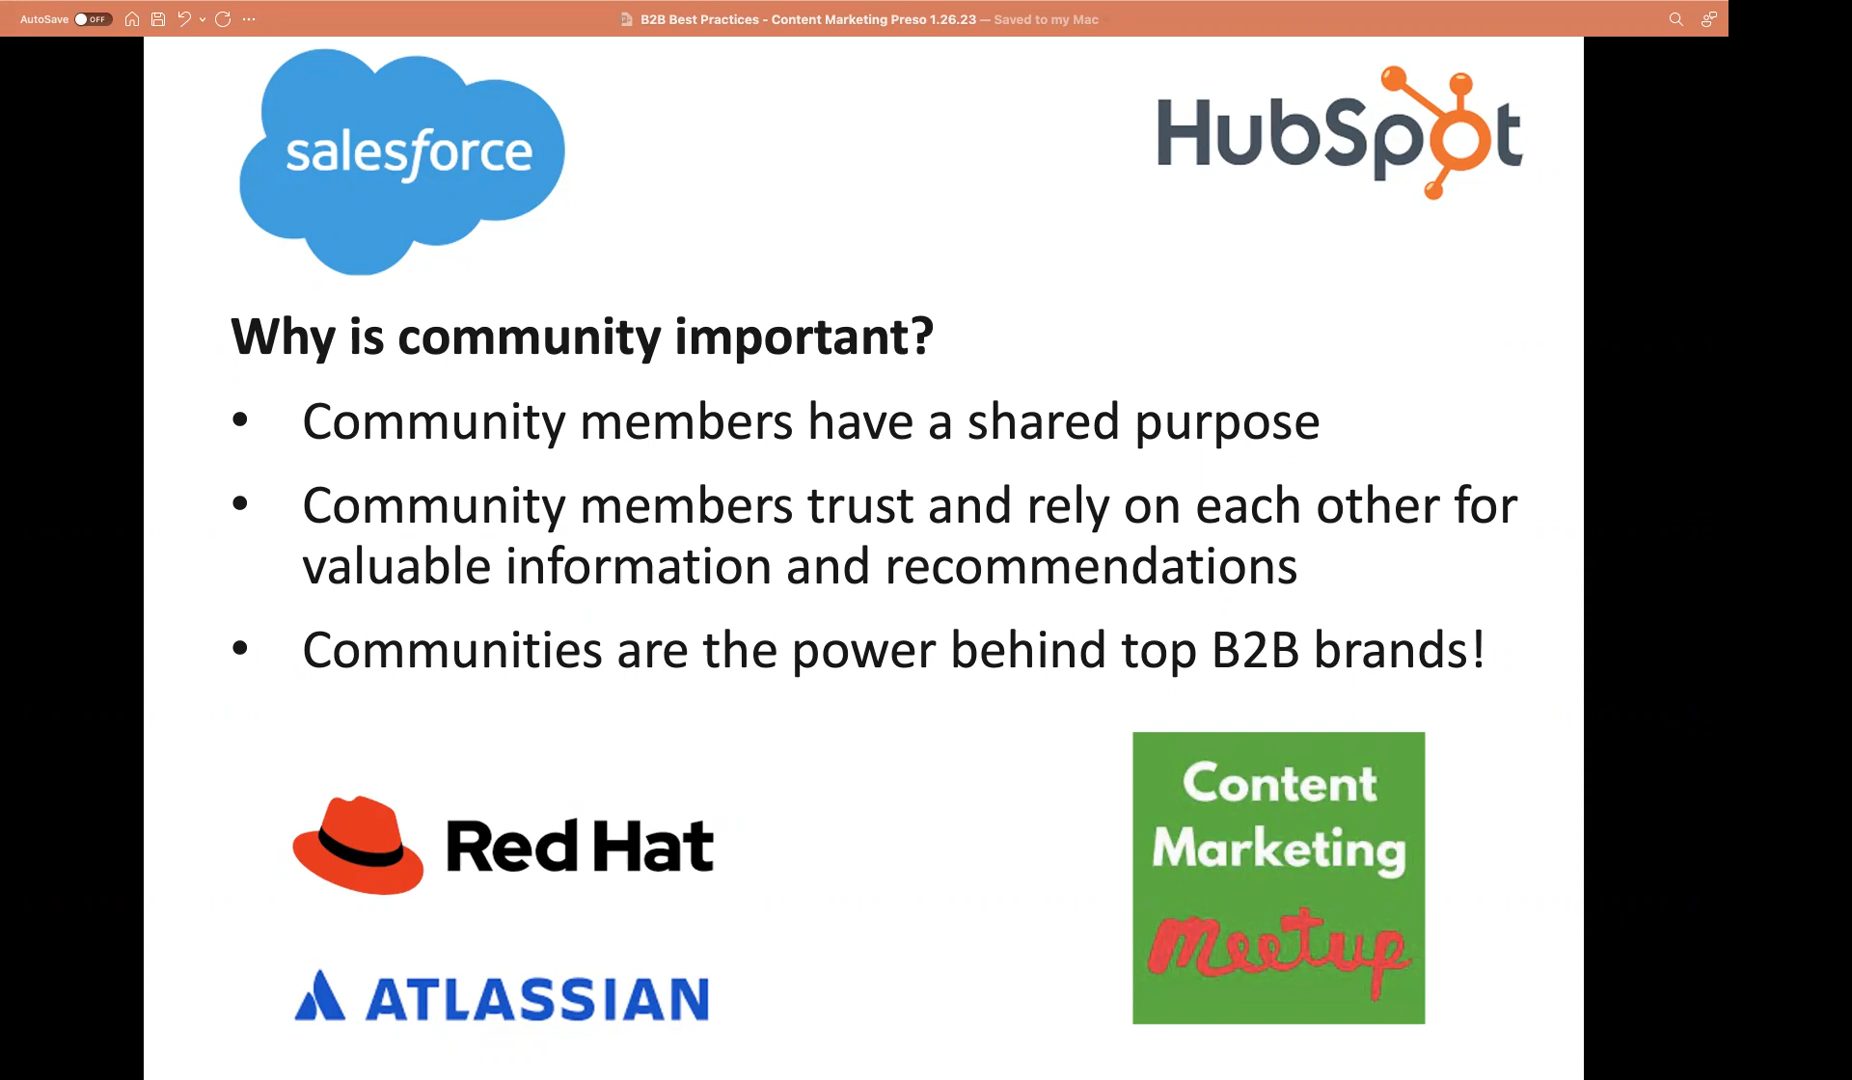 AutoSave OFF
B2B Best Practices - Content Marketing Preso 1.26.23 — Saved to my Mac
salesforce
HubSpot
Why is community important?
• Community members have a shared purpose
• Community members trust and rely on each other for
valuable information and recommendations
• Communities are the power behind top B2B brands!
Red Hat
ATLASSIAN
Content
Marketing
meetup